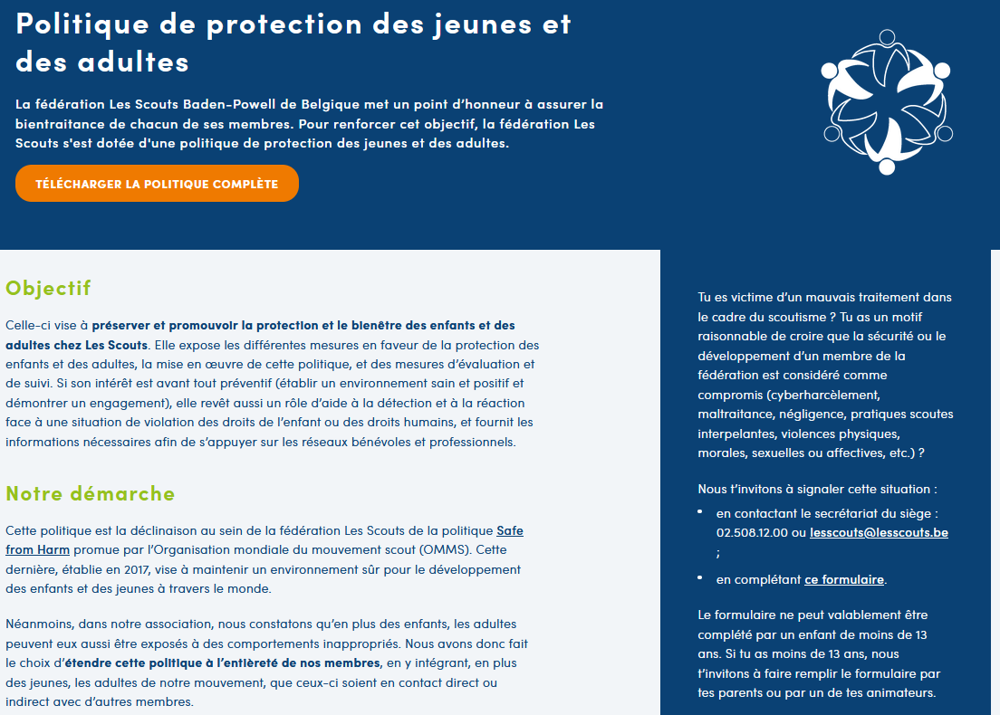 Politique de protection des jeunes et
des adultes
La fédération Les Scouts Baden-Powell de Belgique met un point d’honneur à assurer la
bientraitance de chacun de ses membres. Pour renforcer cet objectif, la fédération Les
Scouts s'est dotée d'une politique de protection des jeunes et des adultes.
TÉLÉCHARGER LA POLITIQUE COMPLÈTE
Objectif
Celle-ci vise à préserver et promouvoir la protection et le bienêtre des enfants et des
adultes chez Les Scouts. Elle expose les différentes mesures en faveur de la protection des
enfants et des adultes, la mise en œuvre de cette politique, et des mesures d’évaluation et
de suivi. Si son intérêt est avant tout préventif (établir un environnement sain et positif et
démontrer un engagement), elle revêt aussi un rôle d’aide à la détection et à la réaction
face à une situation de violation des droits de l’enfant ou des droits humains, et fournit les
informations nécessaires afin de s’appuyer sur les réseaux bénévoles et professionnels.
Notre démarche
Cette politique est la déclinaison au sein de la fédération Les Scouts de la politique Safe
from Harm promue par l’Organisation mondiale du mouvement scout (OMMS). Cette
dernière, établie en 2017, vise à maintenir un environnement sûr pour le développement
des enfants et des jeunes à travers le monde.
Néanmoins, dans notre association, nous constatons qu’en plus des enfants, les adultes
peuvent eux aussi être exposés à des comportements inappropriés. Nous avons donc fait
le choix d’étendre cette politique à l’entièreté de nos membres, en y intégrant, en plus
des jeunes, les adultes de notre mouvement, que ceux-ci soient en contact direct ou
indirect avec d’autres membres.
Tu es victime d’un mauvais traitement dans
le cadre du scoutisme ? Tu as un motif
raisonnable de croire que la sécurité ou le
développement d’un membre de la
fédération est considéré comme
compromis (cyberharcèlement,
maltraitance, négligence, pratiques scoutes
interpelantes, violences physiques,
morales, sexuelles ou affectives, etc.) ?
Nous t’invitons à signaler cette situation :
• en contactant le secrétariat du siège :
02.508.12.00 ou lesscouts@lesscouts.be
;
• en complétant ce formulaire.
Le formulaire ne peut valablement être
complété par un enfant de moins de 13
ans. Si tu as moins de 13 ans, nous
t’invitons à faire remplir le formulaire par
tes parents ou par un de tes animateurs.